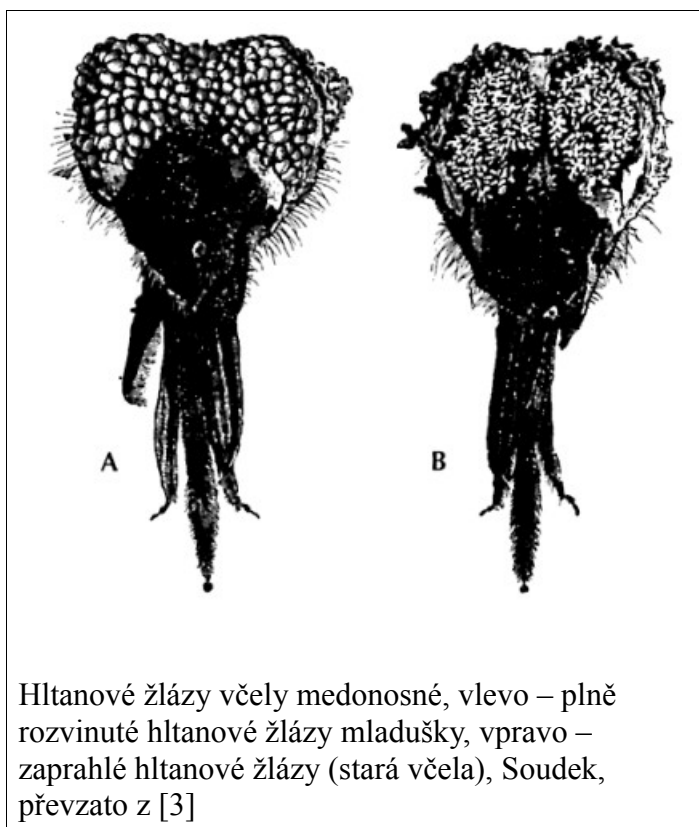 A B
Hltanové žlázy včely medonosné, vlevo – plně
rozvinuté hltanové žlázy mladušky, vpravo –
zaprahlé hltanové žlázy (stará včela), Soudek,
převzato z [3]